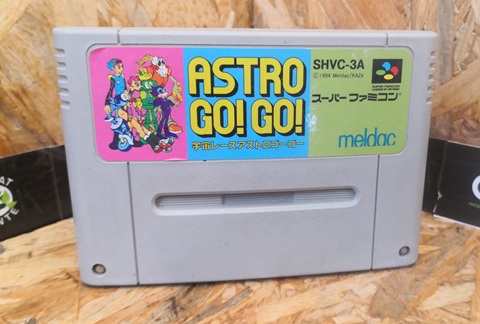 ASTRO
GO! GO!
宇宙レースアストロゴーゴー
SHVC-3A
©1994 Meldac/KAZe
スーパーファミコン
meldac